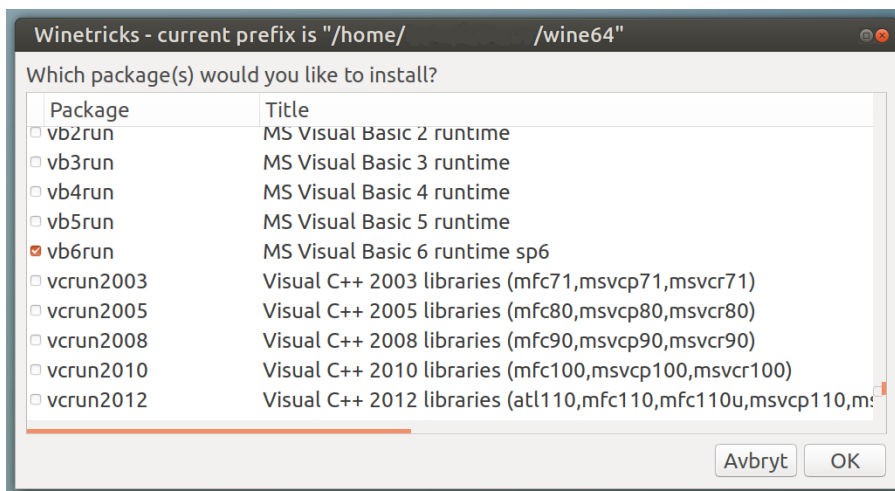 Winetricks - current prefix is "/home/ /wine64"
Which package(s) would you like to install?
Package Title
vb2run MS Visual Basic 2 runtime
vb3run MS Visual Basic 3 runtime
vb4run MS Visual Basic 4 runtime
vb5run MS Visual Basic 5 runtime
vb6run MS Visual Basic 6 runtime sp6
vcrun2003 Visual C++ 2003 libraries (mfc71,msvcp71,msvcr71)
vcrun2005 Visual C++ 2005 libraries (mfc80,msvcp80,msvcr80)
vcrun2008 Visual C++ 2008 libraries (mfc90,msvcp90,msvcr90)
vcrun2010 Visual C++ 2010 libraries (mfc100,msvcp100,msvcr100)
vcrun2012 Visual C++ 2012 libraries (atl110,mfc110,mfc110u,msvcp110,ms
Avbryt OK